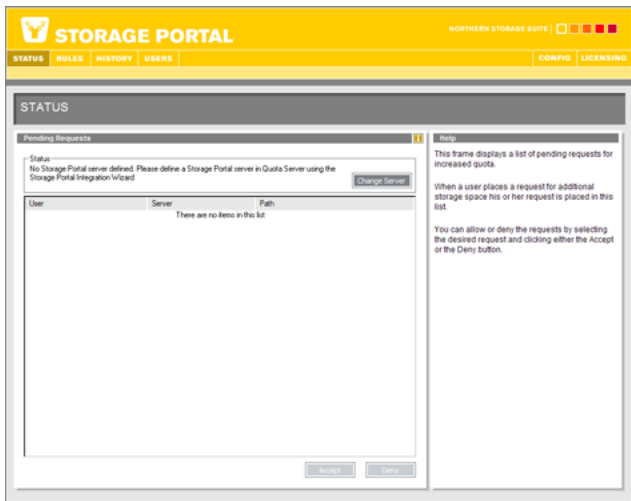 STORAGE PORTAL
NORTHERN STORAGE SUITE
STATUS RULES HISTORY USERS CONFIG LICENSING
STATUS
Pending Requests
Status
No Storage Portal server defined. Please define a Storage Portal server in Quota Server using the
Storage Portal Integration Wizard
Change Server
User Server Path
There are no items in this list
Accept Deny
Help
This frame displays a list of pending requests for
increased quota.
When a user places a request for additional
storage space his or her request is placed in this
list.
You can allow or deny the requests by selecting
the desired request and clicking either the Accept
or the Deny button.